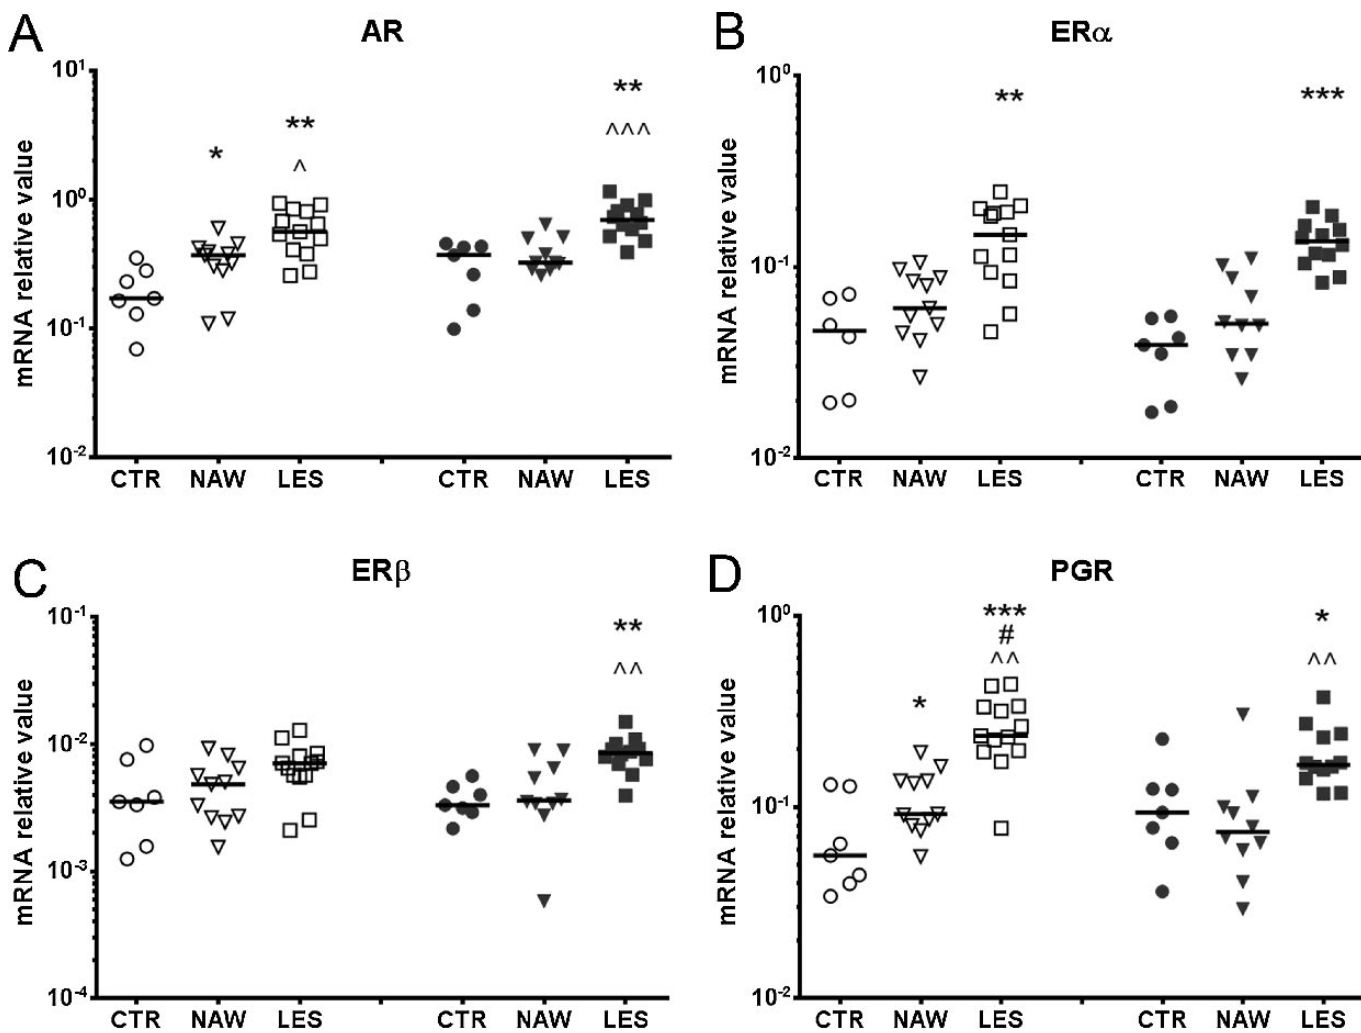 A
AR
mRNA relative value
10¹
10⁰
10⁻¹
10⁻²
*
**
^
**
^^^
CTR NAW LES CTR NAW LES
B
ERα
mRNA relative value
10⁰
10⁻¹
10⁻²
**
***
CTR NAW LES CTR NAW LES
C
ERβ
mRNA relative value
10⁻¹
10⁻²
10⁻³
10⁻⁴
**
^^
CTR NAW LES CTR NAW LES
D
PGR
mRNA relative value
10⁰
10⁻¹
10⁻²
*
***
#
^^
*
^^
CTR NAW LES CTR NAW LES